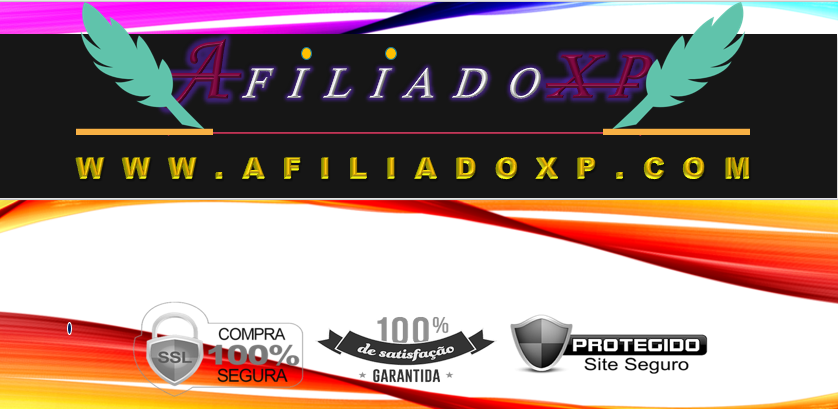 AFILIADOXP
WWW.AFILIADOXP.COM
SSL
COMPRA
100%
SEGURA
100%
de satisfação
GARANTIDA
PROTEGIDO
Site Seguro